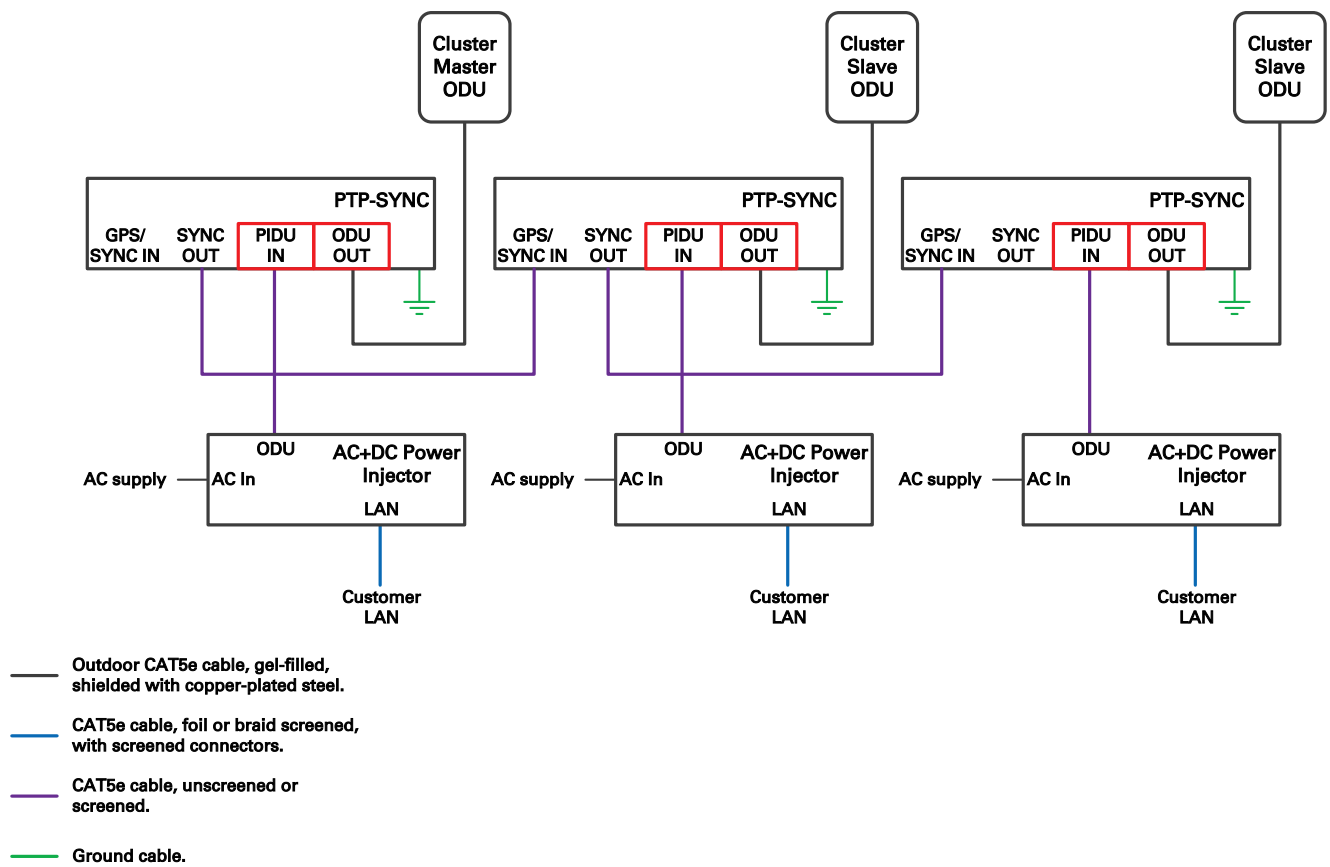 Cluster
Master
ODU
Cluster
Slave
ODU
Cluster
Slave
ODU
PTP-SYNC
GPS/
SYNC IN
SYNC
OUT
PIDU
IN
ODU
OUT
PTP-SYNC
GPS/
SYNC IN
SYNC
OUT
PIDU
IN
ODU
OUT
PTP-SYNC
GPS/
SYNC IN
SYNC
OUT
PIDU
IN
ODU
OUT
ODU
AC+DC Power
Injector
AC supply
AC In
LAN
Customer
LAN
ODU
AC+DC Power
Injector
AC supply
AC In
LAN
Customer
LAN
ODU
AC+DC Power
Injector
AC supply
AC In
LAN
Customer
LAN
Outdoor CAT5e cable, gel-filled,
shielded with copper-plated steel.
CAT5e cable, foil or braid screened,
with screened connectors.
CAT5e cable, unscreened or
screened.
Ground cable.